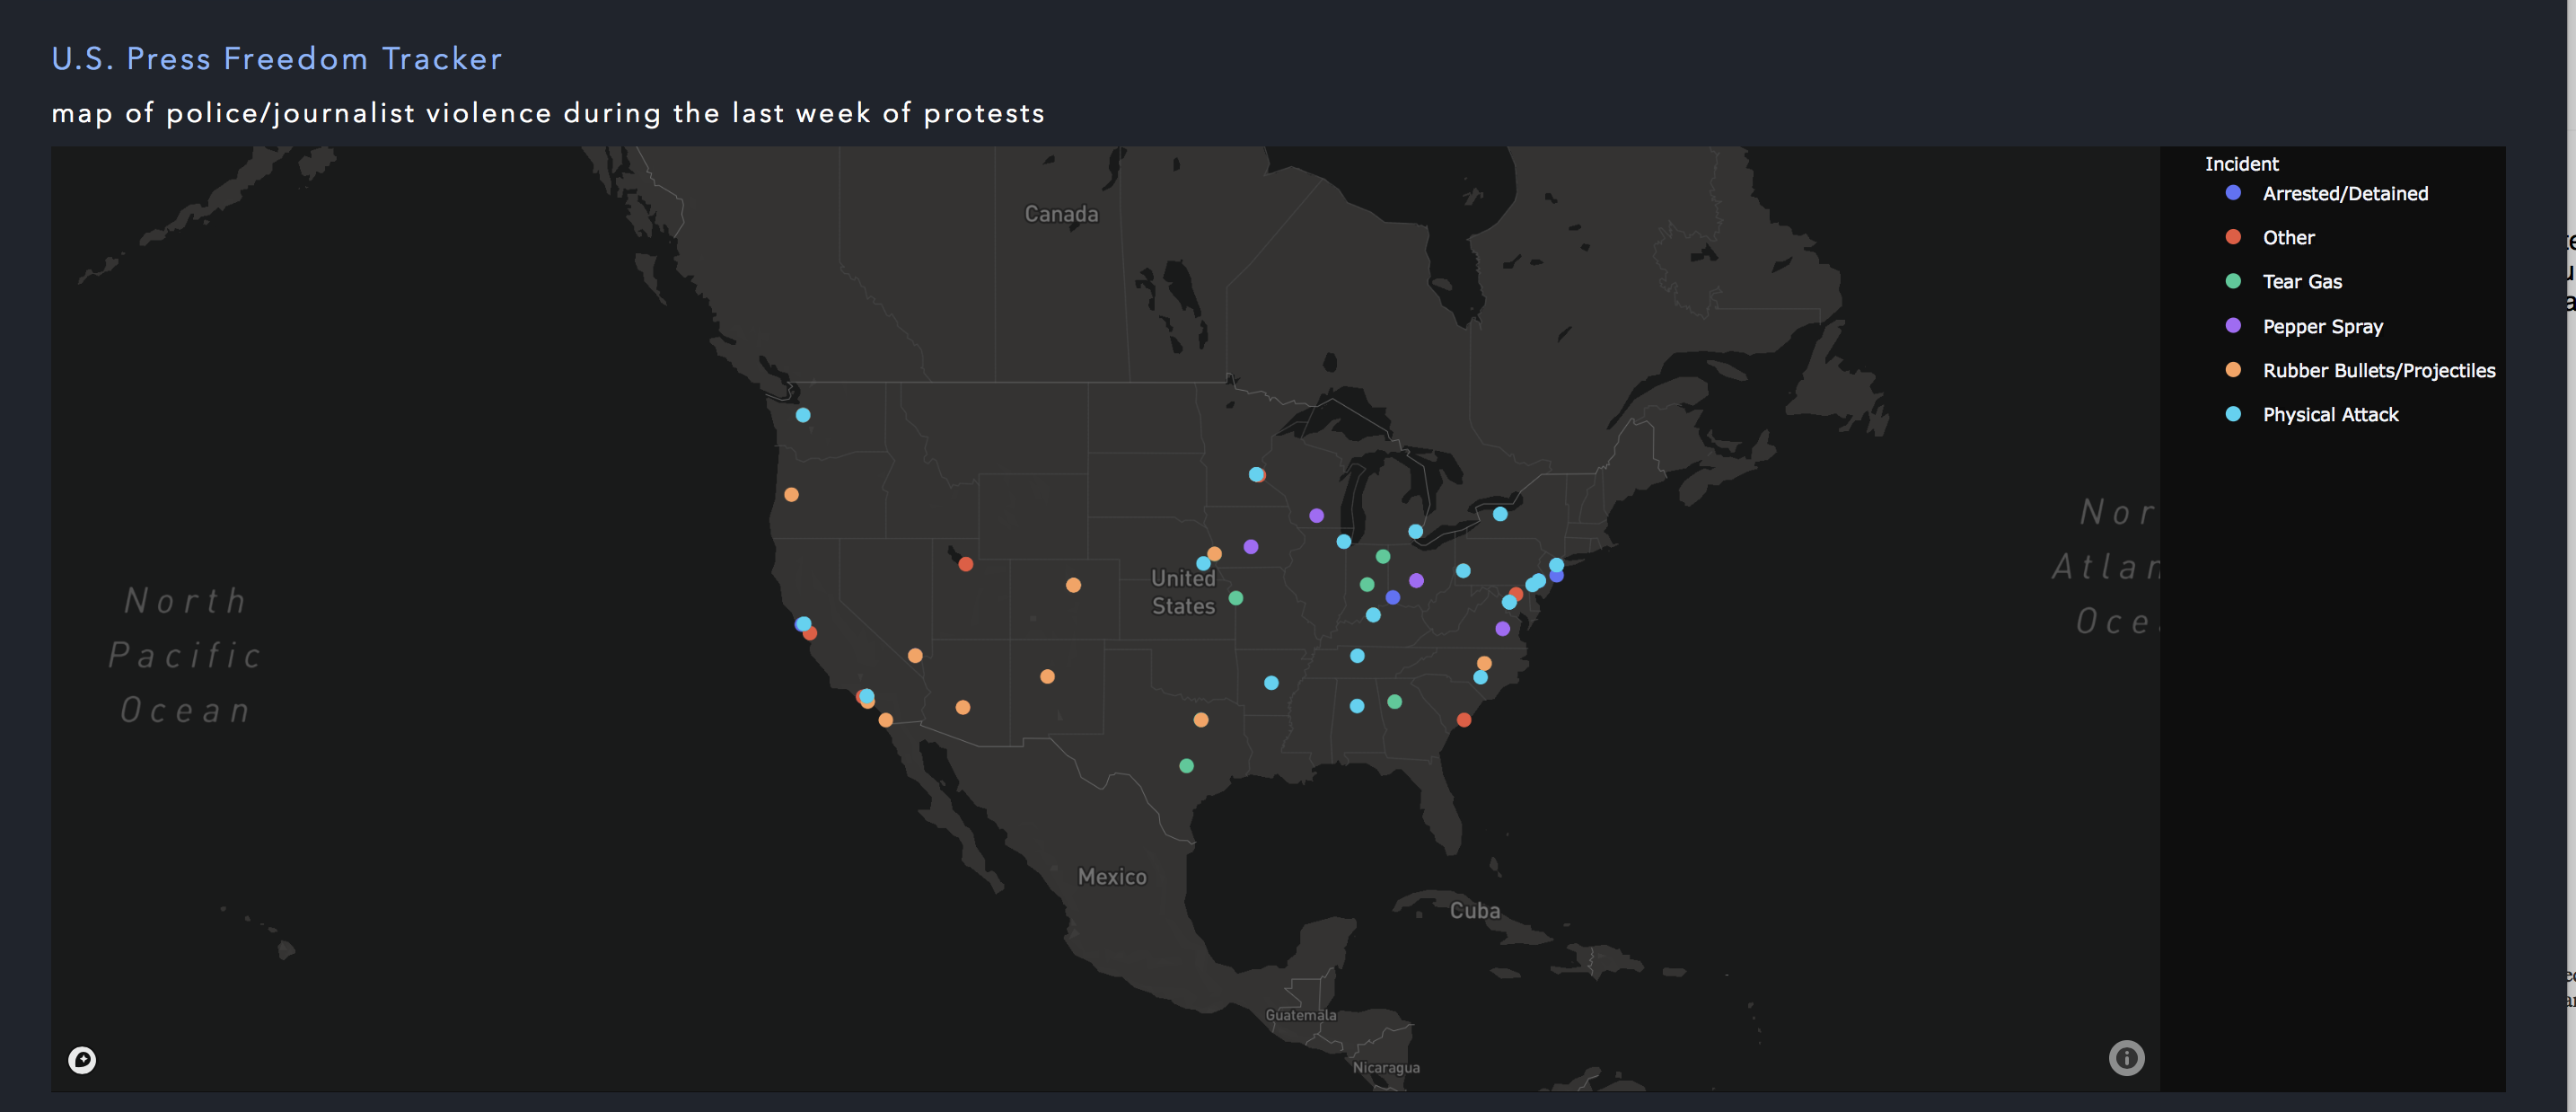 U.S. Press Freedom Tracker
map of police/journalist violence during the last week of protests
Incident
Arrested/Detained
Other
Tear Gas
Pepper Spray
Rubber Bullets/Projectiles
Physical Attack
Canada
United
States
North
Pacific
Ocean
Nor
Atlan
Oce
Mexico
Cuba
Guatemala
Nicaragua